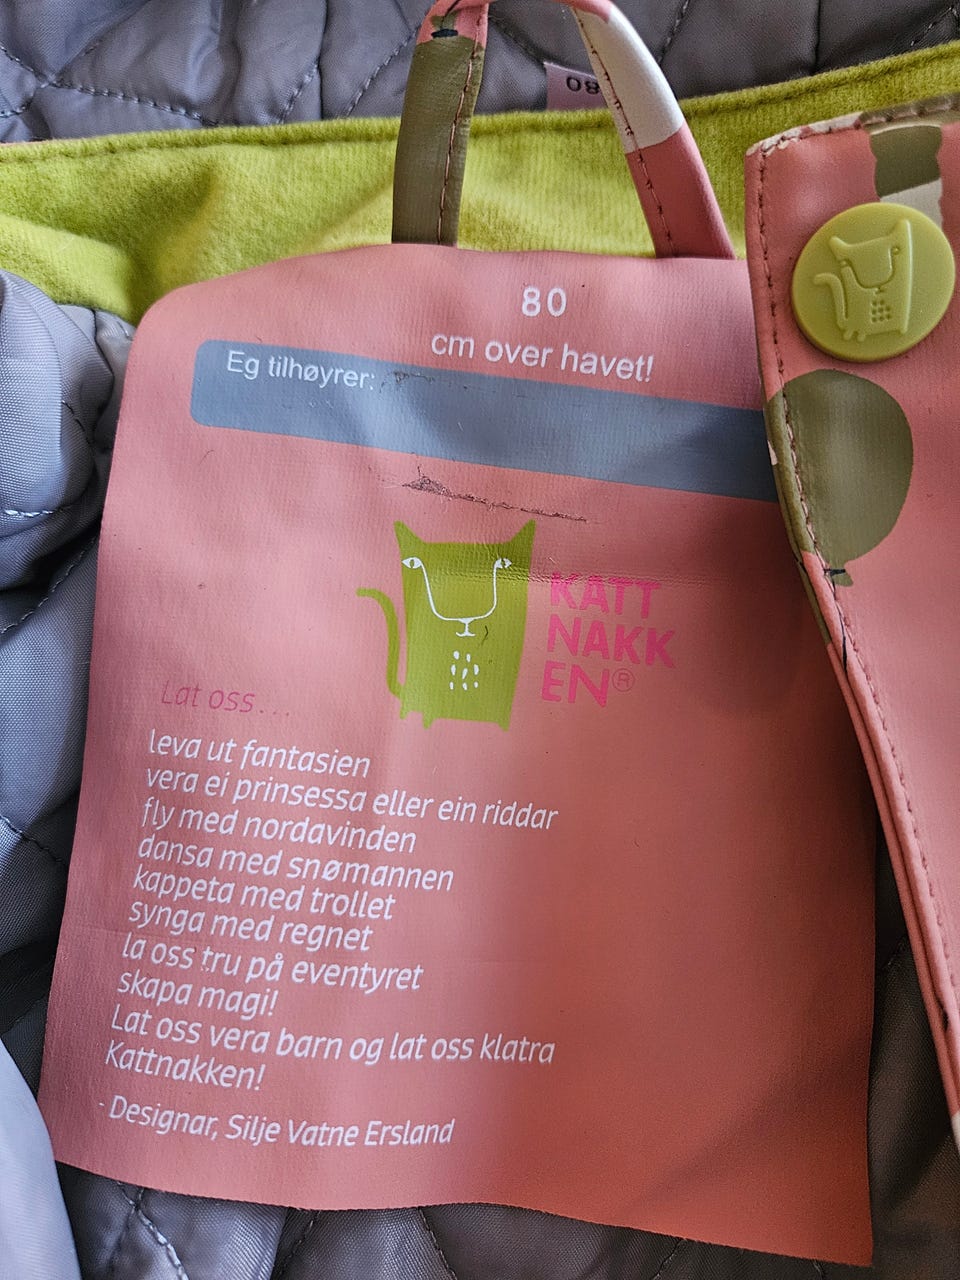 80
80
cm over havet!
Eg tilhøyrer:
KATT
NAKK
EN®
Lat oss...
leva ut fantasien
vera ei prinsessa eller ein riddar
fly med nordavinden
dansa med snømannen
kappeta med trollet
synga med regnet
la oss tru på eventyret
skapa magi!
Lat oss vera barn og lat oss klatra
Kattnakken!
- Designar, Silje Vatne Ersland